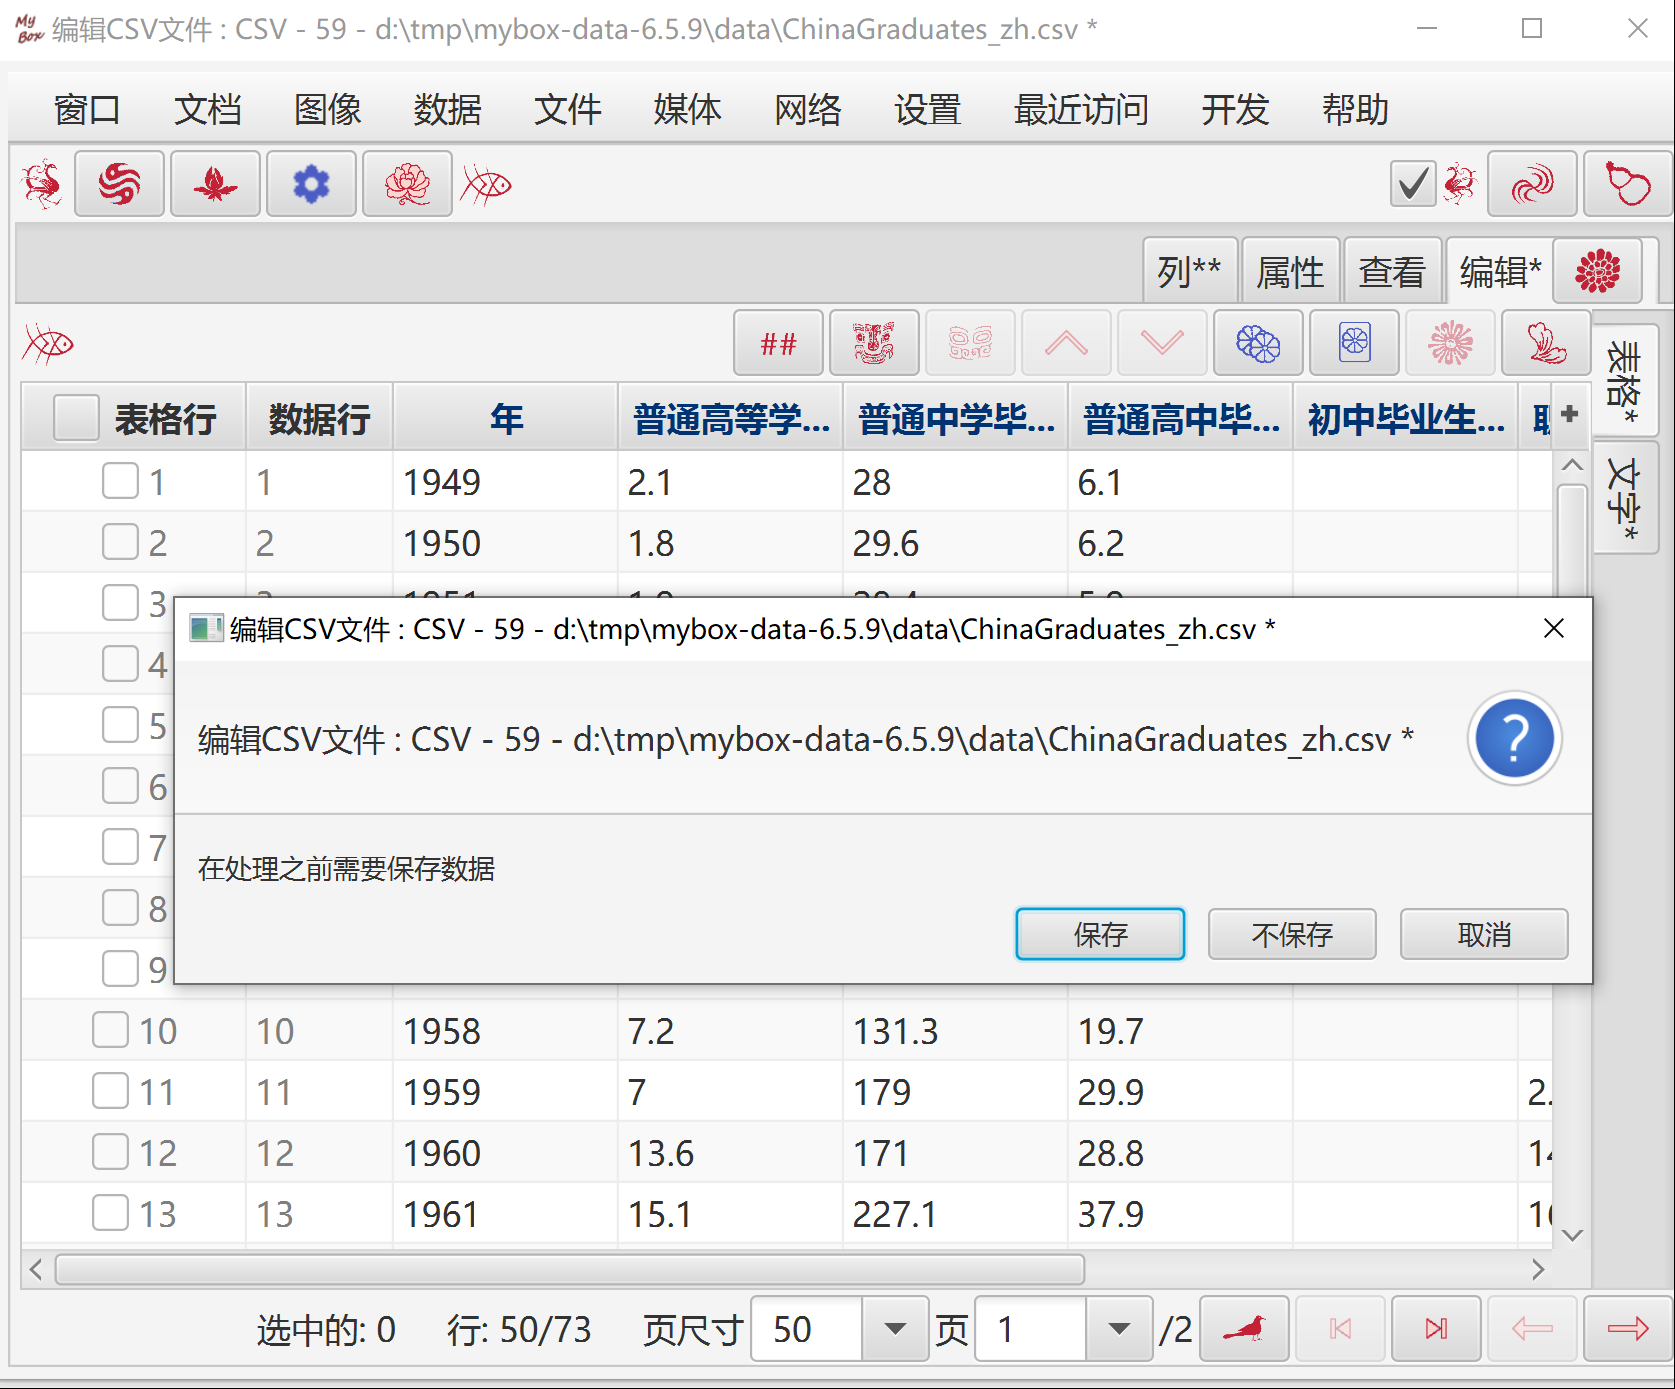 My Box 编辑CSV文件 : CSV - 59 - d:\tmp\mybox-data-6.5.9\data\ChinaGraduates_zh.csv *
窗口 文档 图像 数据 文件 媒体 网络 设置 最近访问 开发 帮助
列** 属性 查看 编辑*
##
表格*
文字*
表格行 数据行 年 普通高等学... 普通中学毕... 普通高中毕... 初中毕业生...
1 1 1949 2.1 28 6.1
2 2 1950 1.8 29.6 6.2
3
4
5
6
7
8
9
编辑CSV文件 : CSV - 59 - d:\tmp\mybox-data-6.5.9\data\ChinaGraduates_zh.csv *
编辑CSV文件 : CSV - 59 - d:\tmp\mybox-data-6.5.9\data\ChinaGraduates_zh.csv *
在处理之前需要保存数据
保存 不保存 取消
10 10 1958 7.2 131.3 19.7
11 11 1959 7 179 29.9 2.
12 12 1960 13.6 171 28.8
13 13 1961 15.1 227.1 37.9
选中的: 0 行: 50/73 页尺寸 50 页 1 /2